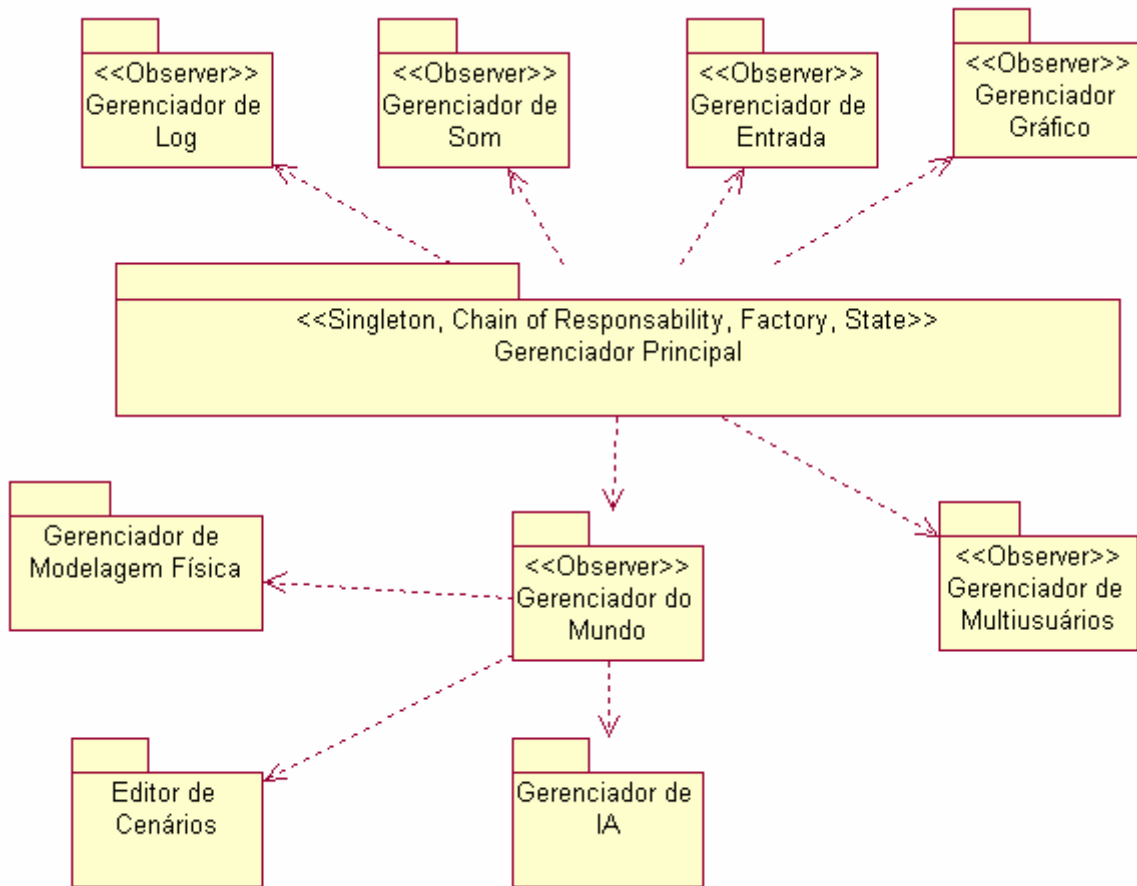 <<Observer>>
Gerenciador de
Log
<<Observer>>
Gerenciador de
Som
<<Observer>>
Gerenciador de
Entrada
<<Observer>>
Gerenciador
Gráfico
<<Singleton, Chain of Responsability, Factory, State>>
Gerenciador Principal
Gerenciador de
Modelagem Física
<<Observer>>
Gerenciador do
Mundo
<<Observer>>
Gerenciador de
Multiusuários
Editor de
Cenários
Gerenciador de
IA